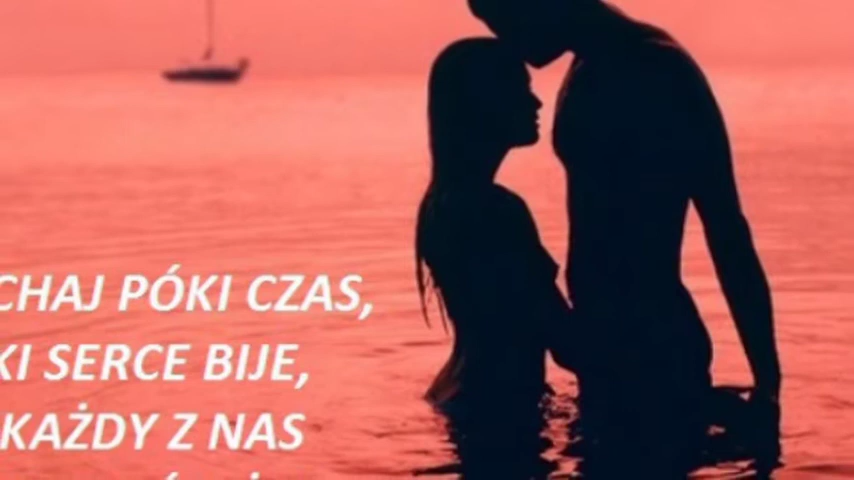 CHAJ PÓKI CZAS,
KI SERCE BIJE,
KAŻDY Z NAS